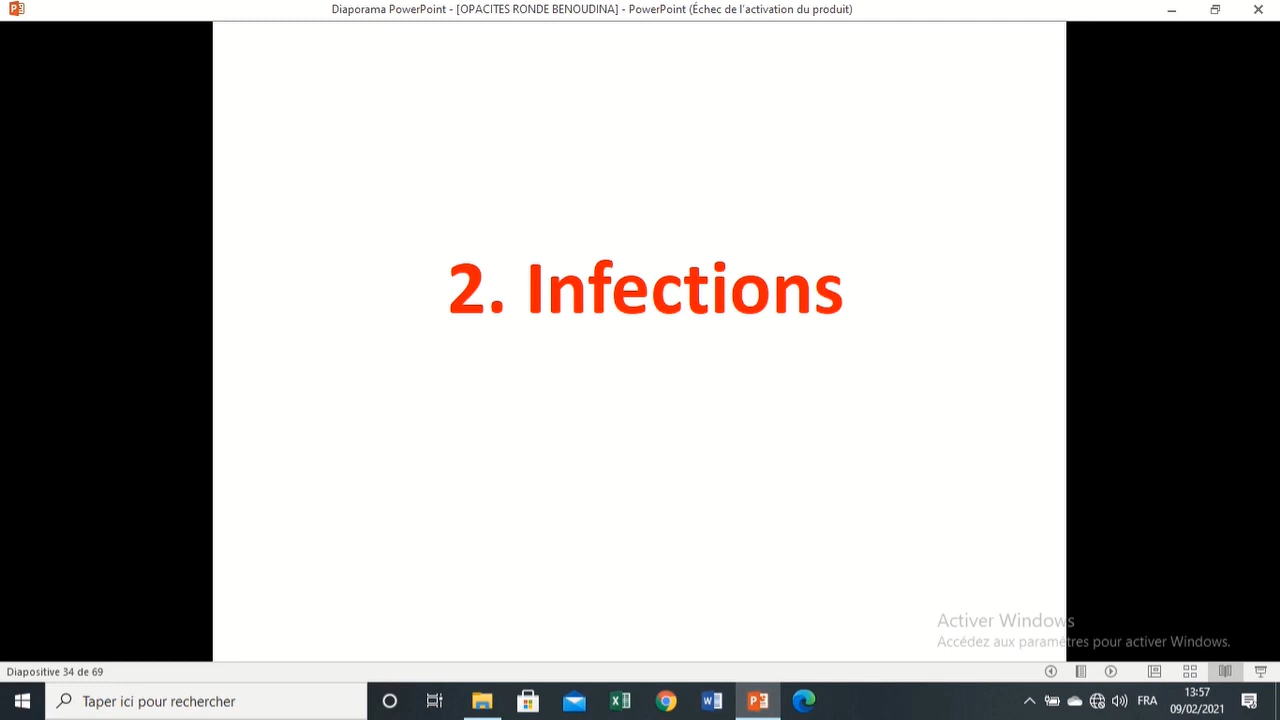 Diaporama PowerPoint - [OPACITES RONDE BENOUDINA] - PowerPoint (Échec de l'activation du produit)
2. Infections
Activer Windows
Accédez aux paramètres pour activer Windows.
Diapositive 34 de 69
Taper ici pour rechercher
FRA
13:57
09/02/2021